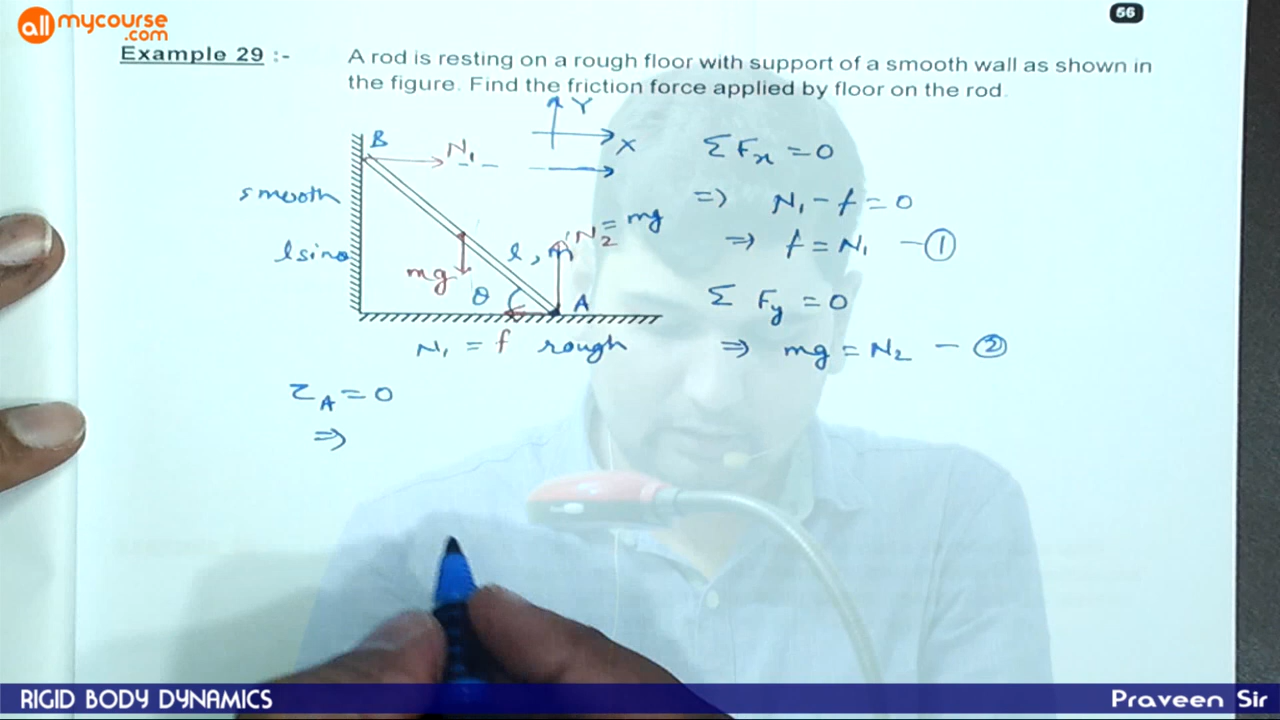 all mycourse .com
66
Example 29 :- A rod is resting on a rough floor with support of a smooth wall as shown in
the figure. Find the friction force applied by floor on the rod.
Y
X
B
N₁
smooth
l sinθ
mg
θ
l, m
N₂ = mg
A
N₁ = f rough
Σ Fx = 0
⇒ N₁ - f = 0
⇒ f = N₁ - ①
Σ Fy = 0
⇒ mg = N₂ - ②
τA = 0
⇒
RIGID BODY DYNAMICS
Praveen Sir